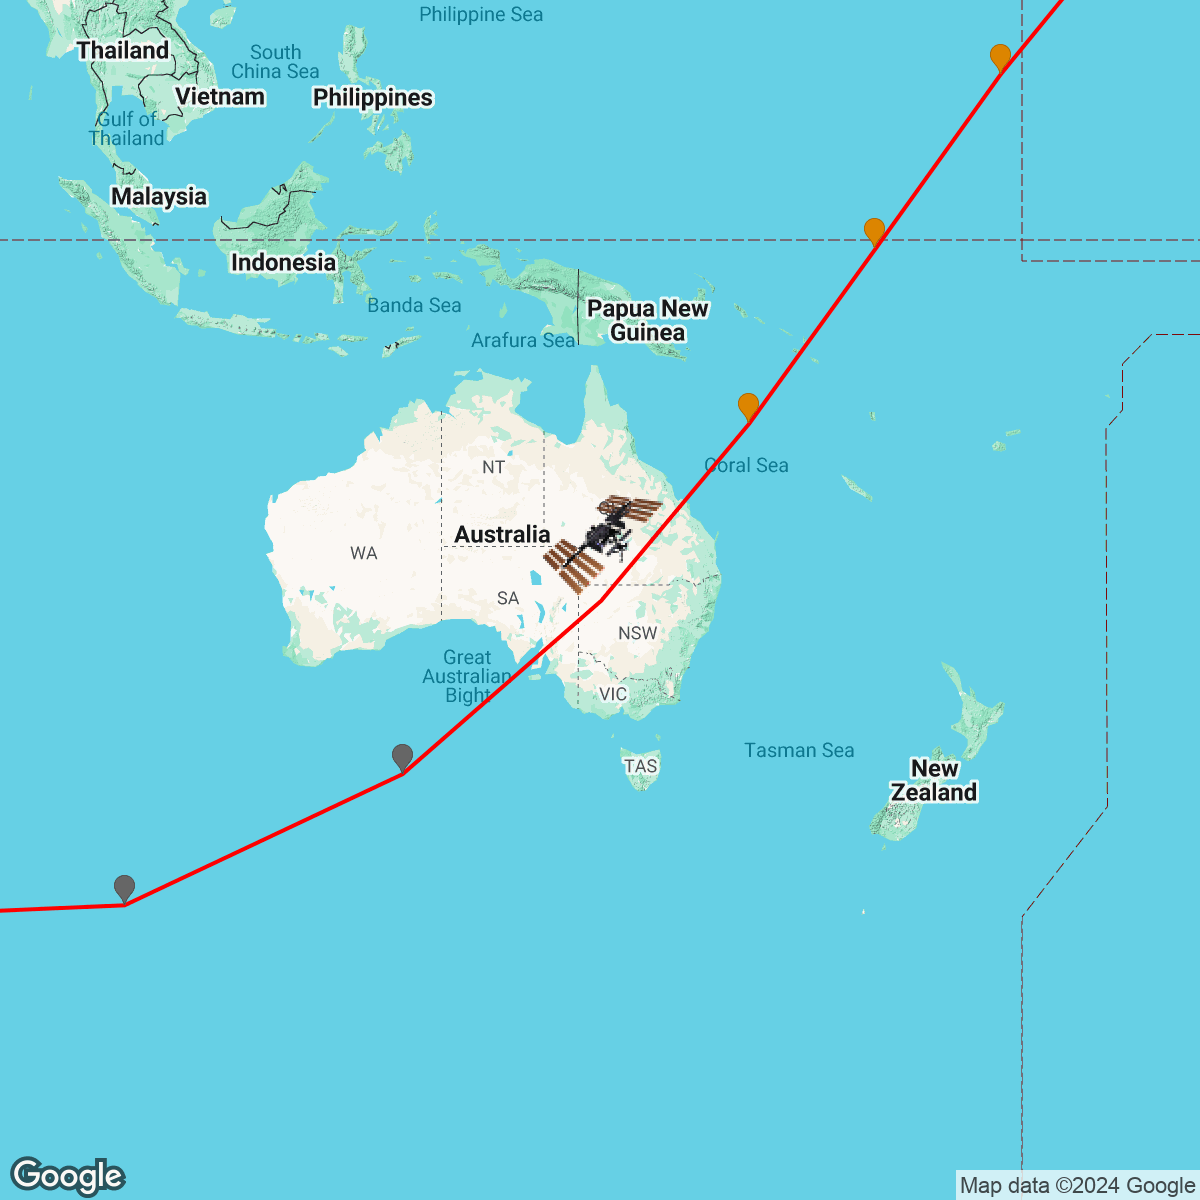 Philippine Sea
Thailand
South
China Sea
Vietnam
Philippines
Gulf of
Thailand
Malaysia
Indonesia
Banda Sea
Papua New
Guinea
Arafura Sea
NT
Coral Sea
Australia
WA
SA
NSW
Great
Australian
Bight
VIC
TAS
Tasman Sea
New
Zealand
Google
Map data ©2024 Google